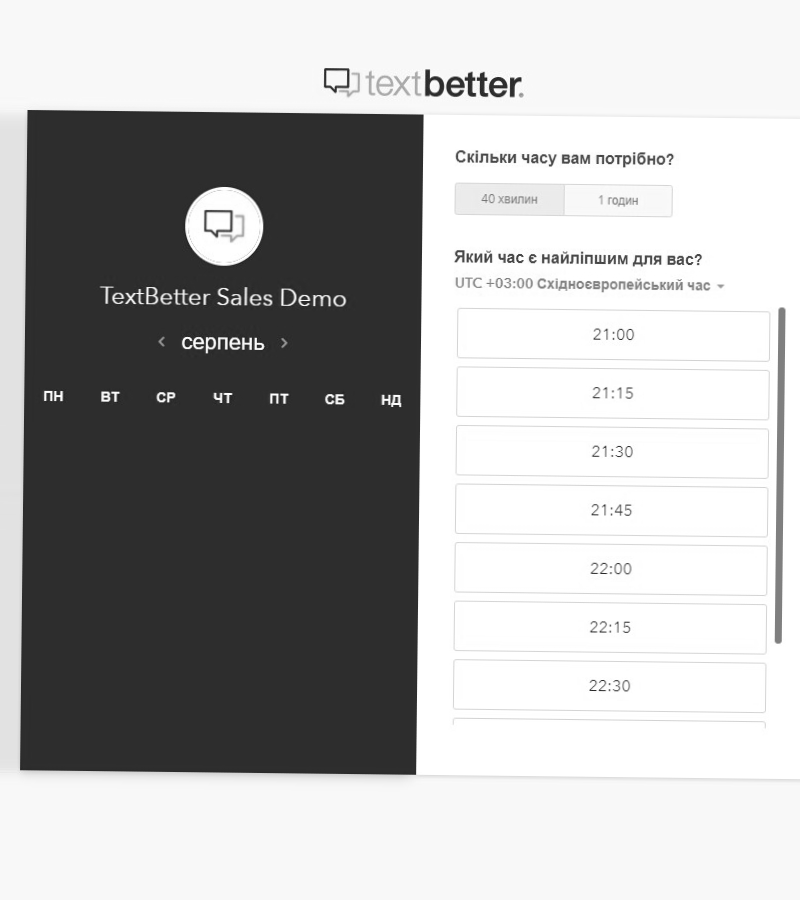 textbetter.
TextBetter Sales Demo
серпень
ПН ВТ СР ЧТ ПТ СБ НД
Скільки часу вам потрібно?
40 хвилин 1 годин
Який час є найліпшим для вас?
UTC +03:00 Східноєвропейський час
21:00
21:15
21:30
21:45
22:00
22:15
22:30